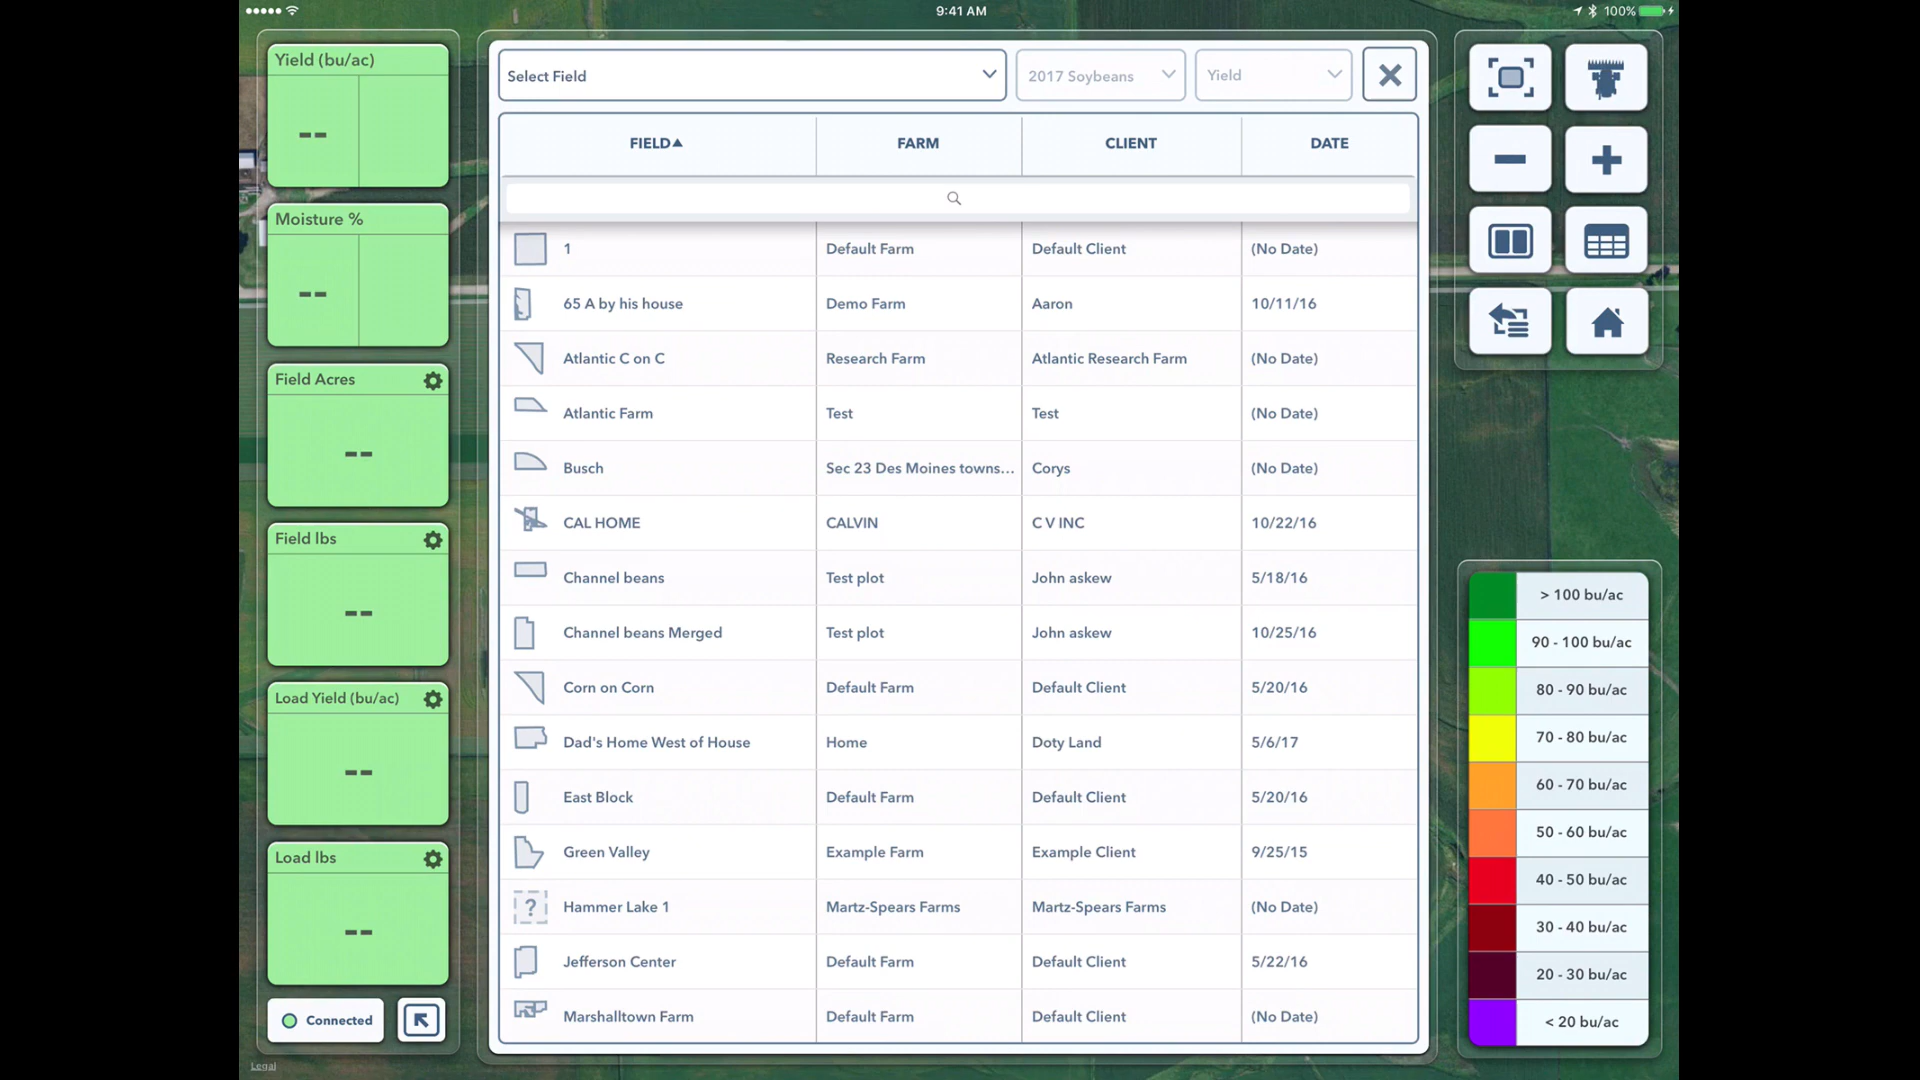 9:41 AM
100%
Yield (bu/ac)
--
Moisture %
--
Field Acres
--
Field lbs
--
Load Yield (bu/ac)
--
Load lbs
--
Connected
Legal
Select Field
2017 Soybeans
Yield
FIELD▲ FARM CLIENT DATE
1 Default Farm Default Client (No Date)
65 A by his house Demo Farm Aaron 10/11/16
Atlantic C on C Research Farm Atlantic Research Farm (No Date)
Atlantic Farm Test Test (No Date)
Busch Sec 23 Des Moines towns... Corys (No Date)
CAL HOME CALVIN C V INC 10/22/16
Channel beans Test plot John askew 5/18/16
Channel beans Merged Test plot John askew 10/25/16
Corn on Corn Default Farm Default Client 5/20/16
Dad's Home West of House Home Doty Land 5/6/17
East Block Default Farm Default Client 5/20/16
Green Valley Example Farm Example Client 9/25/15
? Hammer Lake 1 Martz-Spears Farms Martz-Spears Farms (No Date)
Jefferson Center Default Farm Default Client 5/22/16
Marshalltown Farm Default Farm Default Client (No Date)
> 100 bu/ac
90 - 100 bu/ac
80 - 90 bu/ac
70 - 80 bu/ac
60 - 70 bu/ac
50 - 60 bu/ac
40 - 50 bu/ac
30 - 40 bu/ac
20 - 30 bu/ac
< 20 bu/ac